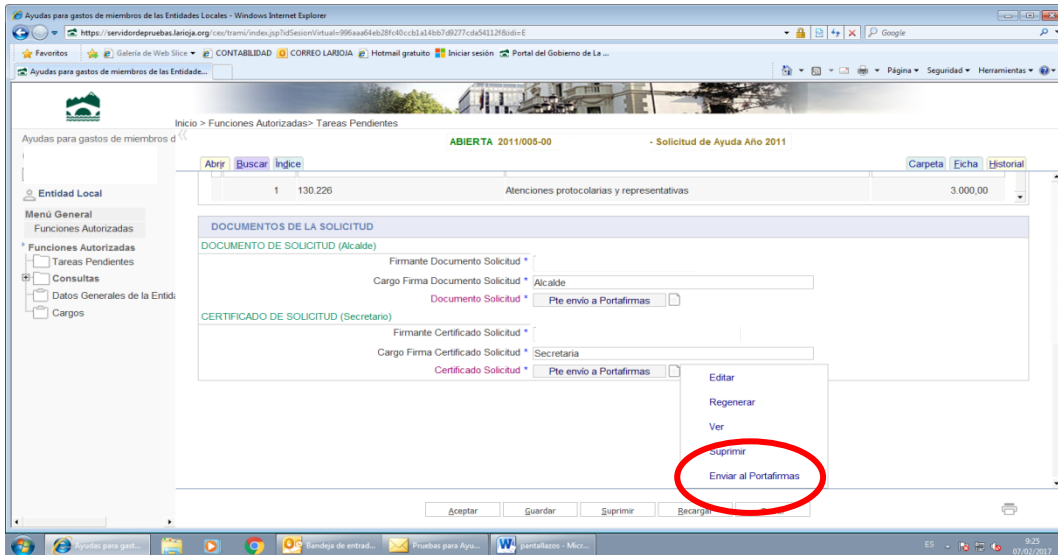 Ayudas para gastos de miembros de las Entidades Locales - Windows Internet Explorer
https://servidordepruebas.larioja.org/cex/trami/index.jsp?idSesionVirtual=996aaa64eb28fc40ccb1a14bb7d9277cda54112f8&idi=E
Google
Favoritos Galería de Web Slice CONTABILIDAD CORREO LARIOJA Hotmail gratuito Iniciar sesión Portal del Gobierno de La ...
Ayudas para gastos de miembros de las Entidade... Página Seguridad Herramientas
Inicio > Funciones Autorizadas> Tareas Pendientes
Ayudas para gastos de miembros d
ABIERTA 2011/005-00 - Solicitud de Ayuda Año 2011
Abrir Buscar Índice Carpeta Ficha Historial
1 130.226 Atenciones protocolarias y representativas 3.000,00
Entidad Local
Menú General
Funciones Autorizadas
Funciones Autorizadas
Tareas Pendientes
Consultas
Datos Generales de la Entida
Cargos
DOCUMENTOS DE LA SOLICITUD
DOCUMENTO DE SOLICITUD (Alcalde)
Firmante Documento Solicitud *
Cargo Firma Documento Solicitud * Alcalde
Documento Solicitud * Pte envío a Portafirmas
CERTIFICADO DE SOLICITUD (Secretario)
Firmante Certificado Solicitud *
Cargo Firma Certificado Solicitud * Secretaria
Certificado Solicitud * Pte envío a Portafirmas
Editar
Regenerar
Ver
Suprimir
Enviar al Portafirmas
Aceptar Guardar Suprimir Recargar
Ayudas para gast... Bandeja de entrad... Pruebas para Ayu... pantallazos - Micr... ES 9:25
07/02/2017